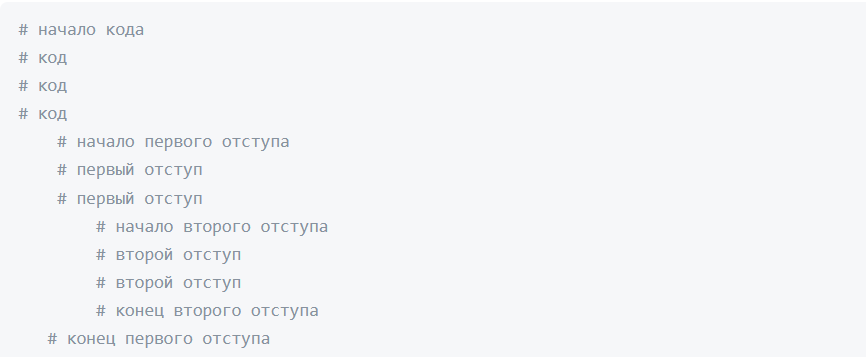 # начало кода
# код
# код
# код
    # начало первого отступа
    # первый отступ
    # первый отступ
        # начало второго отступа
        # второй отступ
        # второй отступ
        # конец второго отступа
   # конец первого отступа